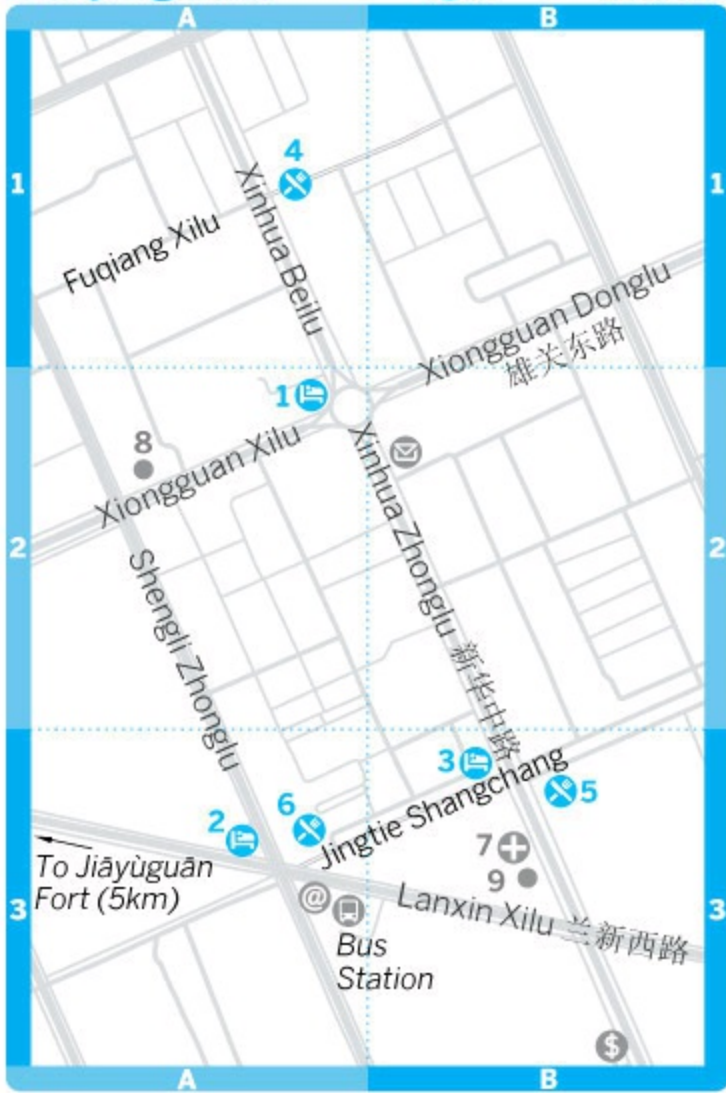 A
B
1
1
4
Xinhua Beilu
Fuqiang Xilu
Xiongguan Donglu
雄关东路
1
8
Xiongguan Xilu
Xinhua Zhonglu 新华中路
2
2
Shengli Zhonglu
3
5
6
Jingtie Shangchang
2
7
9
To Jiāyùguān
Fort (5km)
3
3
@
Lanxin Xilu 兰新西路
Bus
Station
$
A
B